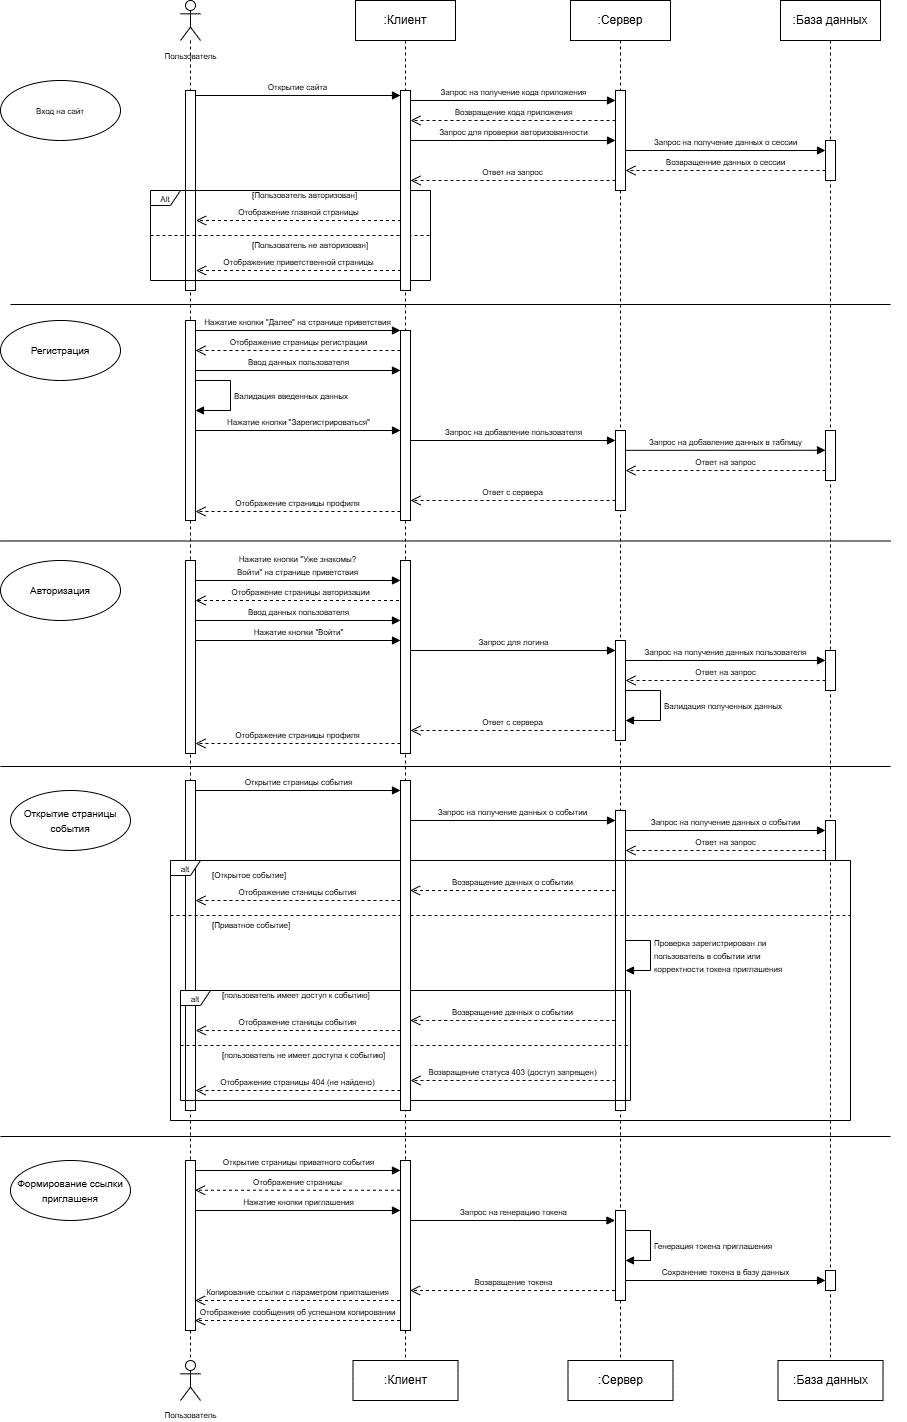 :Клиент
:Сервер
:База данных
Пользователь
Вход на сайт
Открытие сайта
Запрос на получение кода приложения
Возвращение кода приложения
Запрос для проверки авторизованности
Запрос на получение данных о сессии
Возвращенние данных о сессии
Ответ на запрос
Alt
[Пользователь авторизован]
Отображение главной страницы
[Пользователь не авторизован]
Отображение приветственной страницы
Регистрация
Нажатие кнопки "Далее" на странице приветствия
Отображение страницы регистрации
Ввод данных пользователя
Валидация введенных данных
Нажатие кнопки "Зарегистрироваться"
Запрос на добавление пользователя
Запрос на добавление данных в таблицу
Ответ на запрос
Ответ с сервера
Отображение страницы профиля
Авторизация
Нажатие кнопки "Уже знакомы?
Войти" на странице приветствия
Отображение страницы авторизации
Ввод данных пользователя
Нажатие кнопки "Войти"
Запрос для логина
Запрос на получение данных пользователя
Ответ на запрос
Валидация полученных данных
Ответ с сервера
Отображение страницы профиля
Открытие страницы
события
Открытие страницы события
Запрос на получение данных о событии
Запрос на получение данных о событии
Ответ на запрос
alt
[Открытое событие]
Возвращение данных о событии
Отображение станицы события
[Приватное событие]
Проверка зарегистрирован ли
пользователь в событии или
корректности токена приглашения
alt
[пользователь имеет доступ к событию]
Возвращение данных о событии
Отображение станицы события
[пользователь не имеет доступа к событию]
Возвращение статуса 403 (доступ запрещен)
Отображение страницы 404 (не найдено)
Формирование ссылки
приглашеня
Открытие страницы приватного события
Отображение страницы
Нажатие кнопки приглашения
Запрос на генерацию токена
Генерация токена приглашения
Сохранение токена в базу данных
Возвращение токена
Копирование ссылки с параметром приглашения
Отображение сообщения об успешном копировании
:Клиент
:Сервер
:База данных
Пользователь